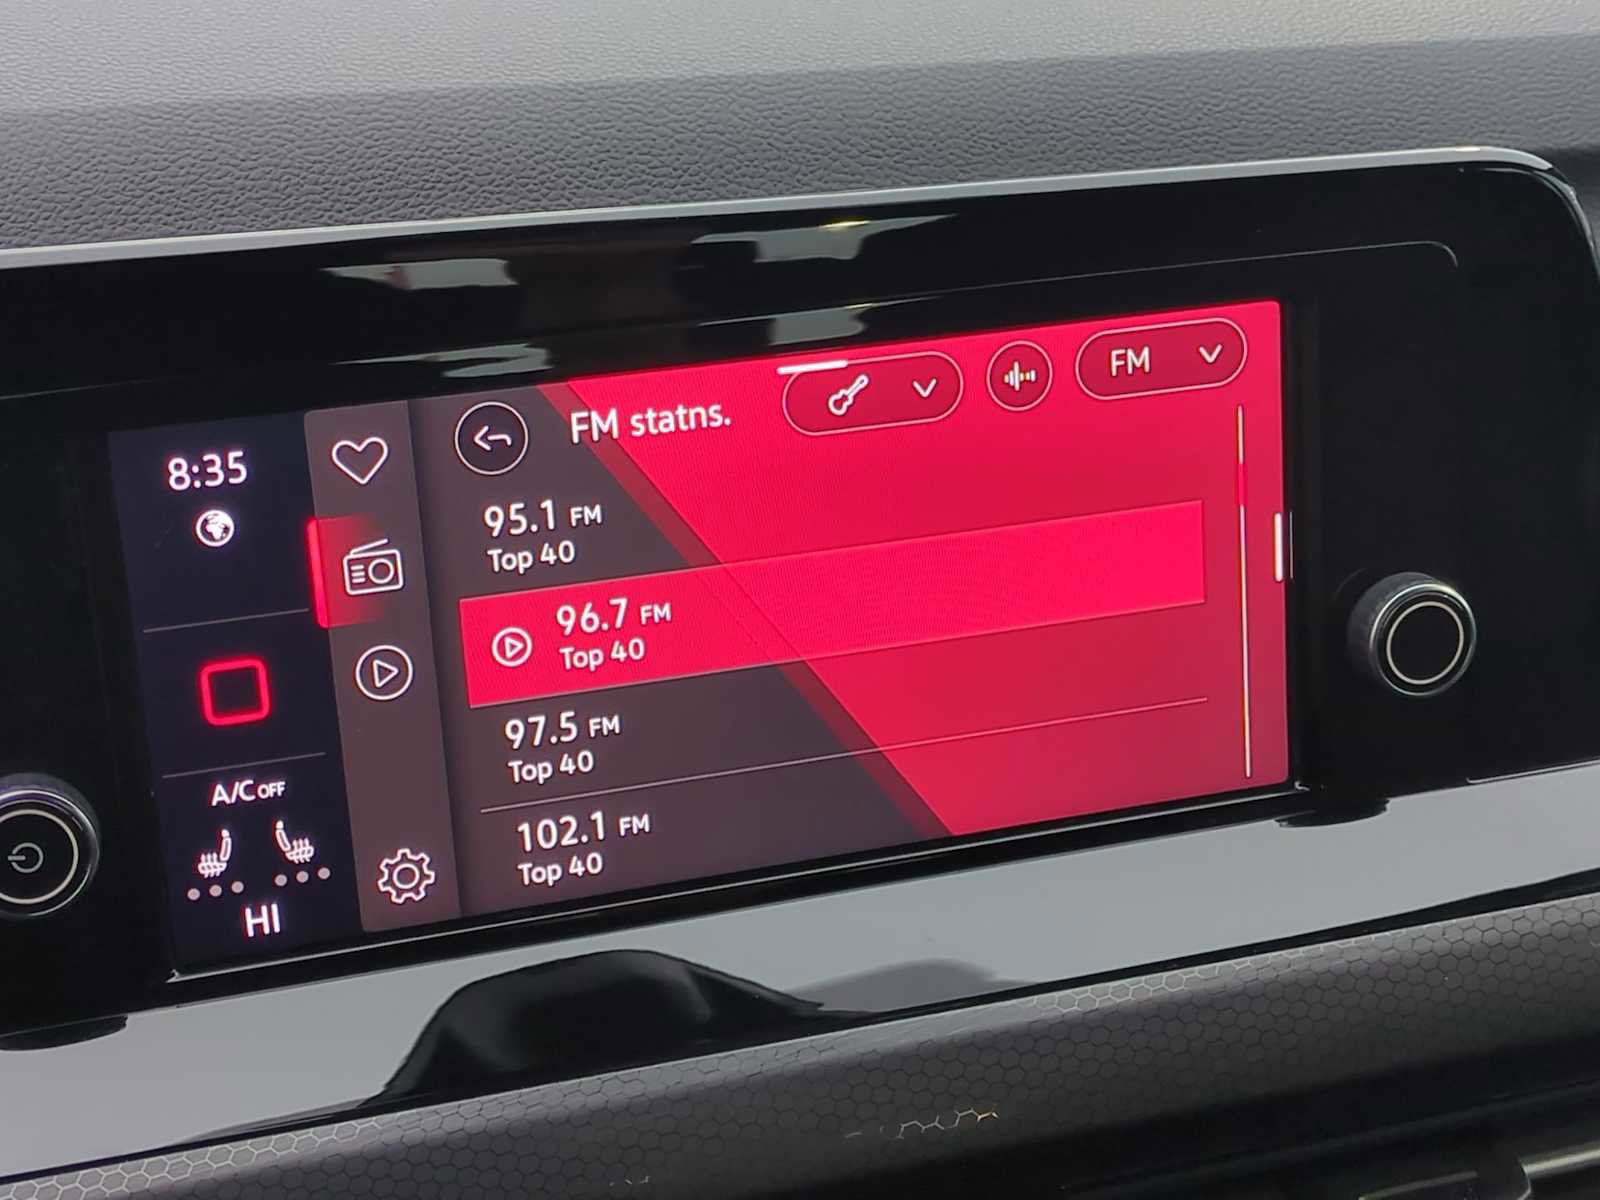 FM statns.
FM
8:35
95.1 FM
Top 40
96.7 FM
Top 40
97.5 FM
Top 40
102.1 FM
Top 40
A/C OFF
HI